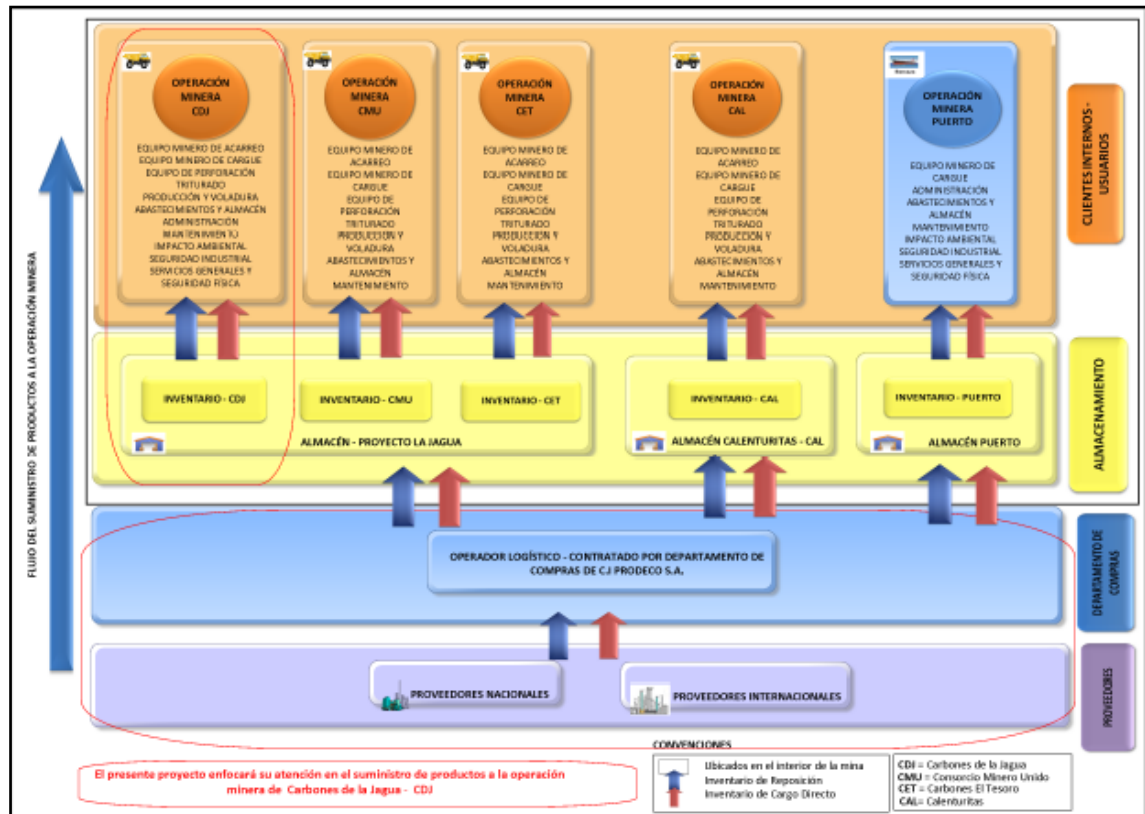 FLUJO DEL SUMINISTRO DE PRODUCTOS A LA OPERACIÓN MINERA
OPERACIÓN
MINERA
CDJ
EQUIPO MINERO DE ACARREO
EQUIPO MINERO DE CARGUE
EQUIPO DE PERFORACIÓN
TRITURADO
PRODUCCIÓN Y VOLADURA
ABASTECIMIENTOS Y ALMACÉN
ADMINISTRACIÓN
MANTENIMIENTO
IMPACTO AMBIENTAL
SEGURIDAD INDUSTRIAL
SERVICIOS GENERALES Y
SEGURIDAD FÍSICA
OPERACIÓN
MINERA
CMU
EQUIPO MINERO DE
ACARREO
EQUIPO MINERO DE
CARGUE
EQUIPO DE
PERFORACIÓN
TRITURADO
PRODUCCIÓN Y
VOLADURA
ABASTECIMIENTOS Y
ALMACÉN
MANTENIMIENTO
OPERACIÓN
MINERA
CET
EQUIPO MINERO DE
ACARREO
EQUIPO MINERO DE
CARGUE
EQUIPO DE
PERFORACIÓN
TRITURADO
PRODUCCIÓN Y
VOLADURA
ABASTECIMIENTOS Y
ALMACÉN
MANTENIMIENTO
OPERACIÓN
MINERA
CAL
EQUIPO MINERO DE
ACARREO
EQUIPO MINERO DE
CARGUE
EQUIPO DE
PERFORACIÓN
TRITURADO
PRODUCCIÓN Y
VOLADURA
ABASTECIMIENTOS Y
ALMACÉN
MANTENIMIENTO
OPERACIÓN
MINERA
PUERTO
EQUIPO MINERO DE
CARGUE
ADMINISTRACIÓN
ABASTECIMIENTOS Y
ALMACÉN
MANTENIMIENTO
IMPACTO AMBIENTAL
SEGURIDAD INDUSTRIAL
SERVICIOS GENERALES Y
SEGURIDAD FÍSICA
CLIENTES INTERNOS -
USUARIOS
INVENTARIO - CDJ
INVENTARIO - CMU
INVENTARIO - CET
INVENTARIO - CAL
INVENTARIO - PUERTO
ALMACÉN - PROYECTO LA JAGUA
ALMACÉN CALENTURITAS - CAL
ALMACÉN PUERTO
ALMACENAMIENTO
OPERADOR LOGÍSTICO - CONTRATADO POR DEPARTAMENTO DE
COMPRAS DE C.I PRODECO S.A.
DEPARTAMENTO DE
COMPRAS
PROVEEDORES NACIONALES
PROVEEDORES INTERNACIONALES
PROVEEDORES
El presente proyecto enfocará su atención en el suministro de productos a la operación
minera de Carbones de la Jagua - CDJ
CONVENCIONES
Ubicados en el interior de la mina
Inventario de Reposición
Inventario de Cargo Directo
CDJ = Carbones de la Jagua
CMU = Consorcio Minero Unido
CET = Carbones El Tesoro
CAL= Calenturitas